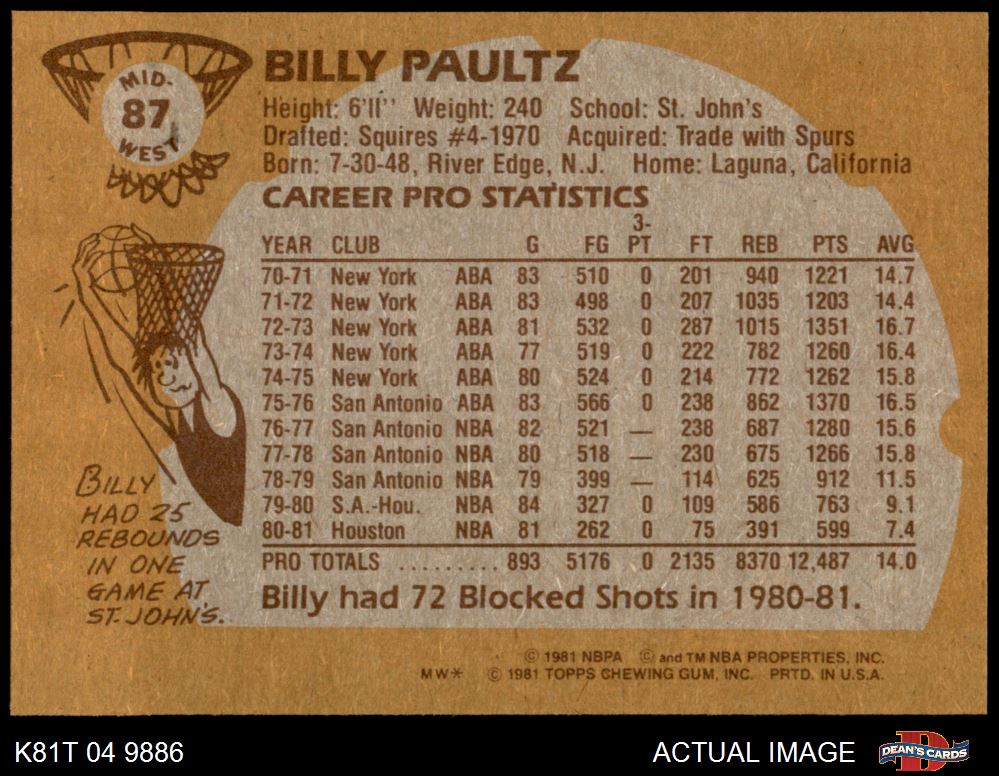 MID-
87
WEST
BILLY PAULTZ
Height: 6'11" Weight: 240 School: St. John's
Drafted: Squires #4-1970 Acquired: Trade with Spurs
Born: 7-30-48, River Edge, N.J. Home: Laguna, California
CAREER PRO STATISTICS
YEAR CLUB G FG 3-PT FT REB PTS AVG
70-71 New York ABA 83 510 0 201 940 1221 14.7
71-72 New York ABA 83 498 0 207 1035 1203 14.4
72-73 New York ABA 81 532 0 287 1015 1351 16.7
73-74 New York ABA 77 519 0 222 782 1260 16.4
74-75 New York ABA 80 524 0 214 772 1262 15.8
75-76 San Antonio ABA 83 566 0 238 862 1370 16.5
76-77 San Antonio NBA 82 521 — 238 687 1280 15.6
77-78 San Antonio NBA 80 518 — 230 675 1266 15.8
78-79 San Antonio NBA 79 399 — 114 625 912 11.5
79-80 S.A.-Hou. NBA 84 327 0 109 586 763 9.1
80-81 Houston NBA 81 262 0 75 391 599 7.4
PRO TOTALS ......... 893 5176 0 2135 8370 12,487 14.0
Billy had 72 Blocked Shots in 1980-81.
BILLY
HAD 25
REBOUNDS
IN ONE
GAME AT
ST. JOHN'S.
© 1981 NBPA © and TM NBA PROPERTIES, INC.
MW* © 1981 TOPPS CHEWING GUM, INC. PRTD. IN U.S.A.
K81T 04 9886 ACTUAL IMAGE DEAN'S CARDS